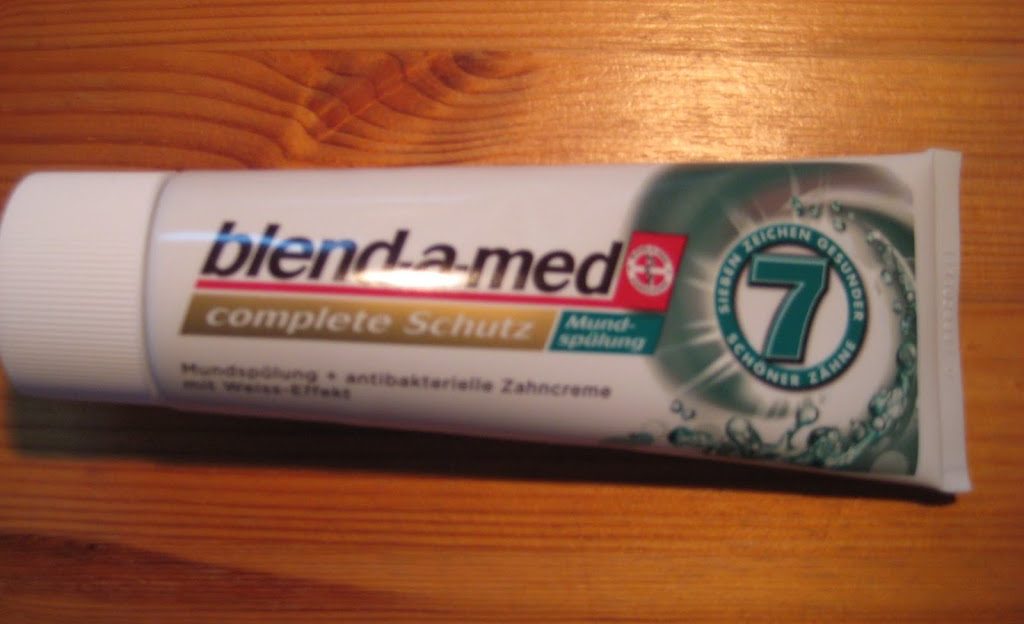 blend-a-med
complete Schutz
Mund-
spülung
Mundspülung + antibakterielle Zahncreme
mit Weiss-Effekt
SIEBEN ZEICHEN GESUNDER
7
SCHÖNER ZÄHNE